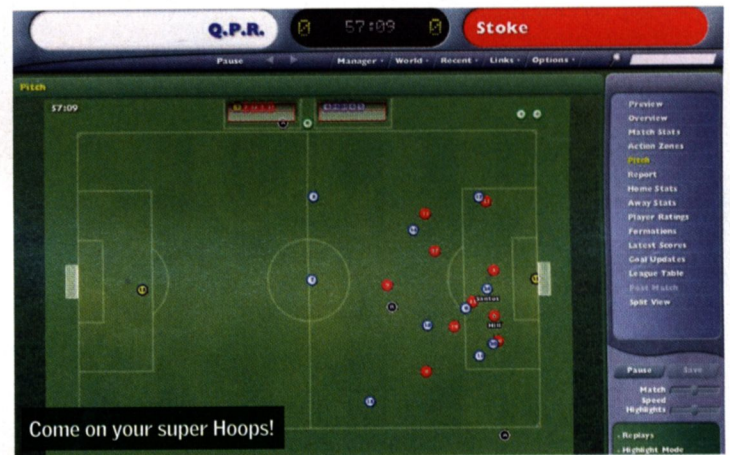 Q.P.R. 0 57:09 0 Stoke
Pause Manager World Recent Links Options
Pitch
57:09
Preview
Overview
Match Stats
Action Zones
Pitch
Report
Home Stats
Away Stats
Player Ratings
Formations
Latest Scores
Goal Updates
League Table
Past Match
Split View
Pause Save
Match
Speed
Highlights
Replays
Highlight Mode
Come on your super Hoops!